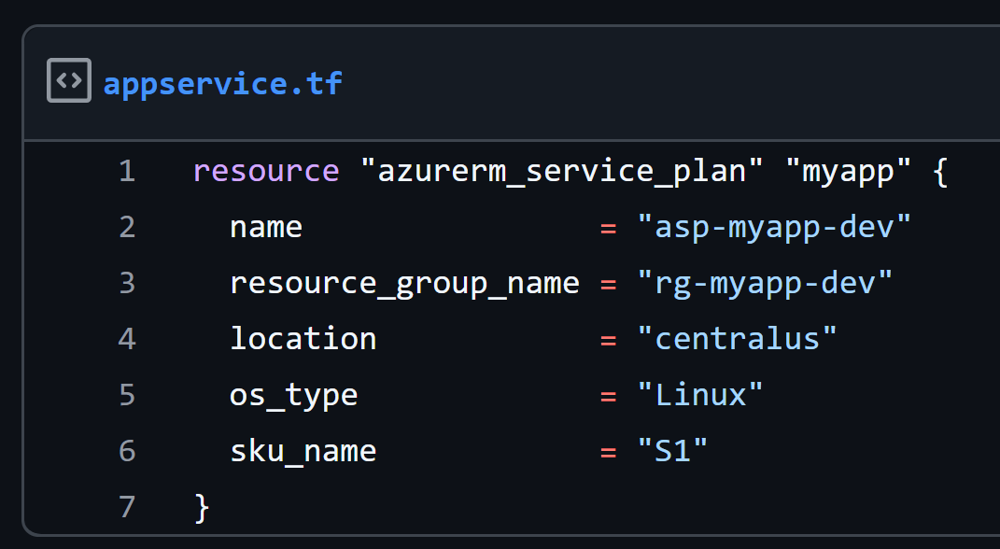 appservice.tf
1 resource "azurerm_service_plan" "myapp" {
2   name                = "asp-myapp-dev"
3   resource_group_name = "rg-myapp-dev"
4   location            = "centralus"
5   os_type             = "Linux"
6   sku_name            = "S1"
7 }